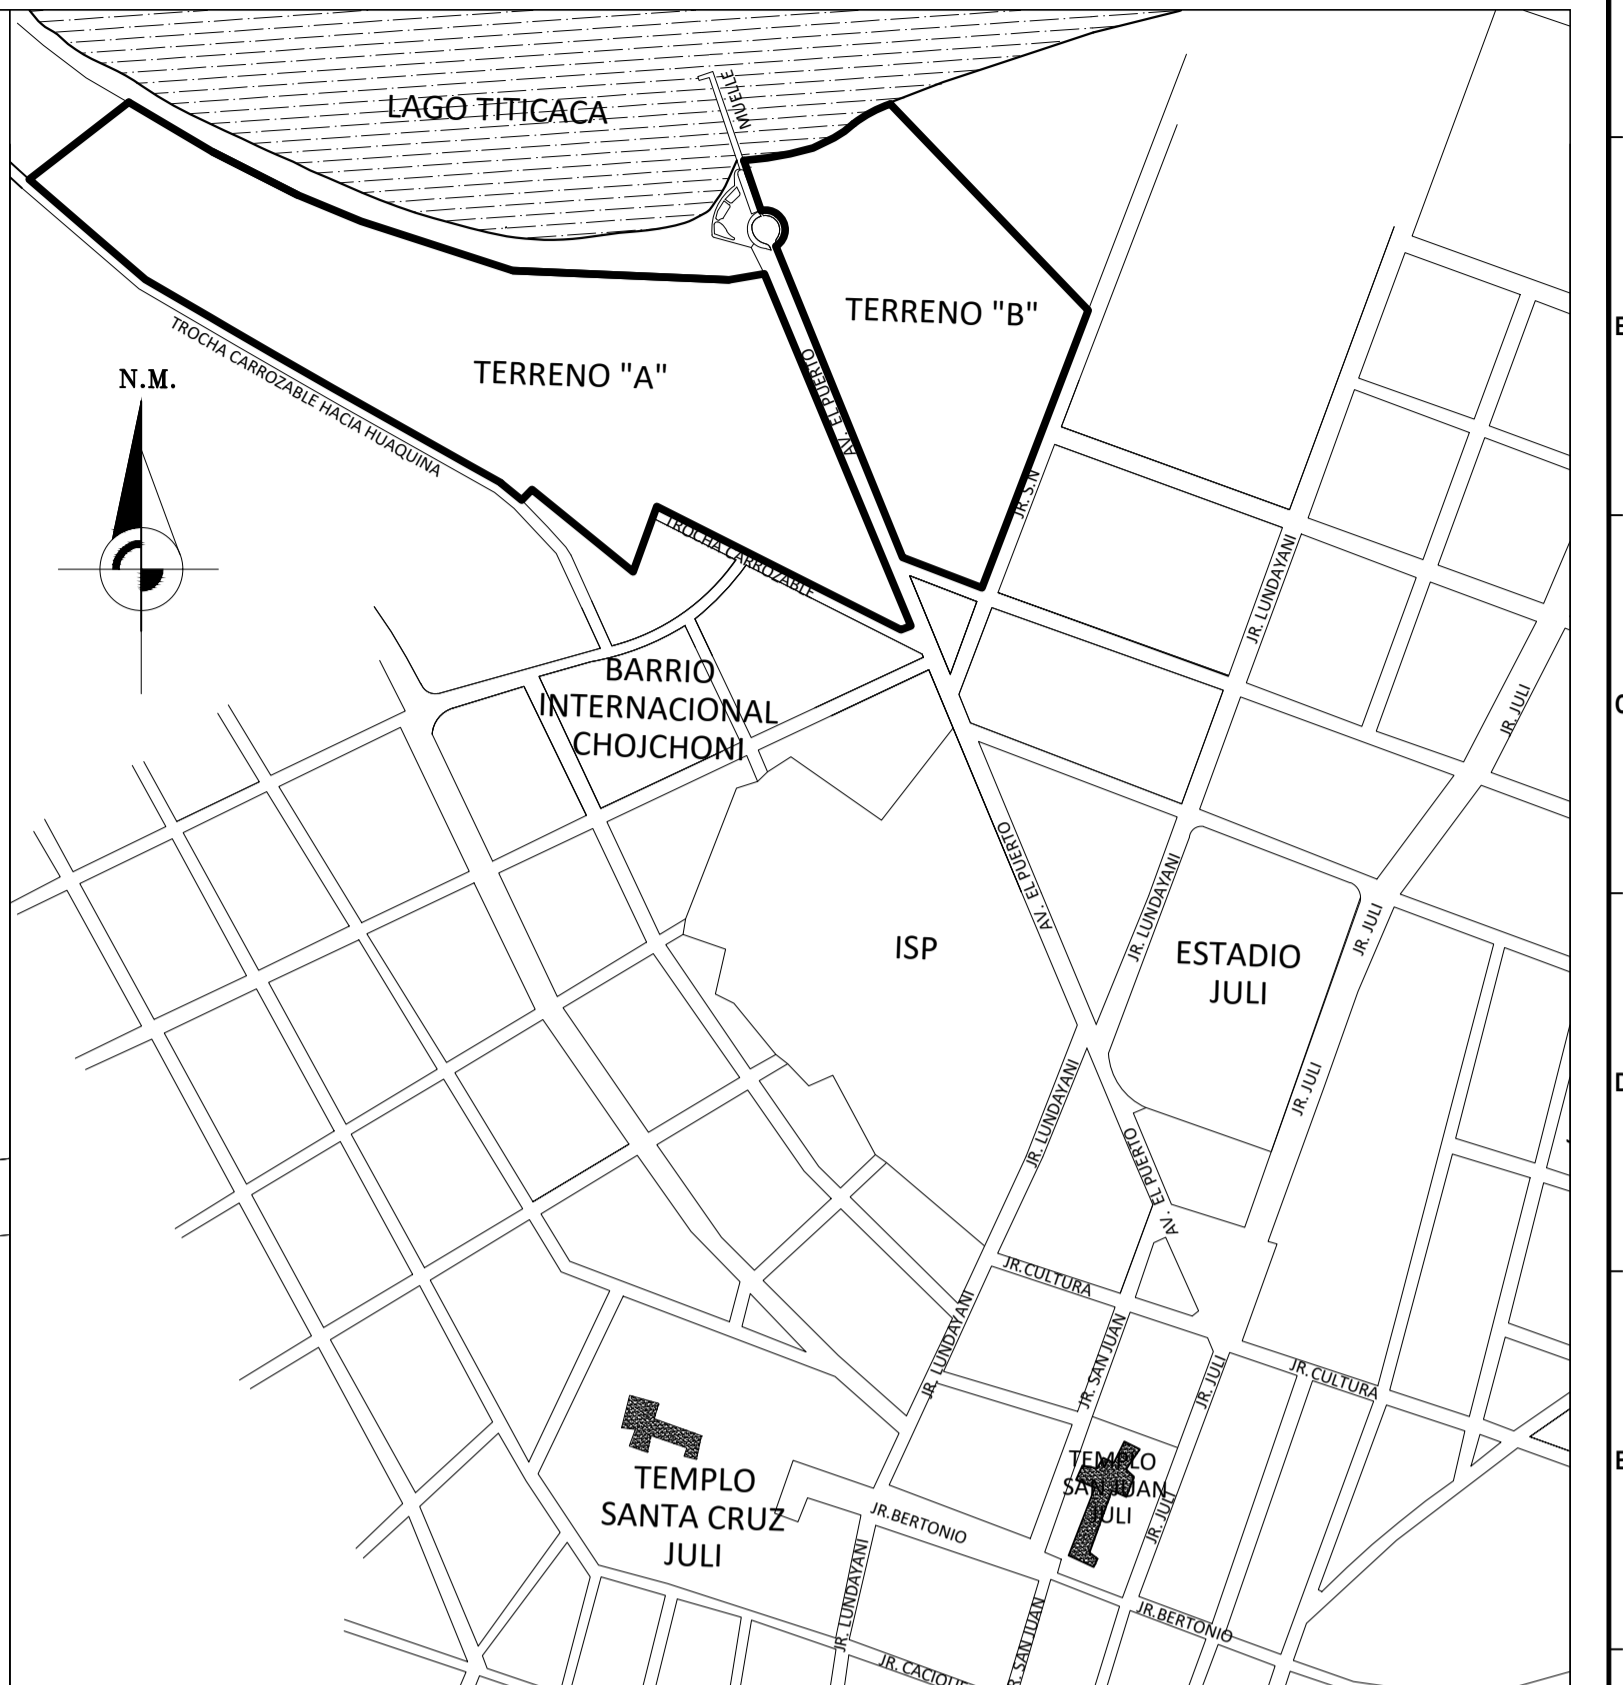 MUELLE
LAGO TITICACA
TERRENO "B"
TERRENO "A"
TROCHA CARROZABLE HACIA HUAQUINA
N.M.
AV. EL PUERTO
JR. S.N
TROCHA CARROZABLE
JR. LUNDAYANI
BARRIO
INTERNACIONAL
CHOJCHONI
JR. JULI
AV. EL PUERTO
JR. LUNDAYANI
ISP
ESTADIO
JULI
JR. JULI
JR. LUNDAYANI
JR. JULI
AV. EL PUERTO
JR.CULTURA
JR. LUNDAYANI
JR. SAN JUAN
JR. JULI
JR. CULTURA
TEMPLO
SANTA CRUZ
JULI
TEMPLO
SAN JUAN
JULI
JR. JULI
JR.BERTONIO
JR. LUNDAYANI
JR. SAN JUAN
JR.BERTONIO
JR. CACIQUE